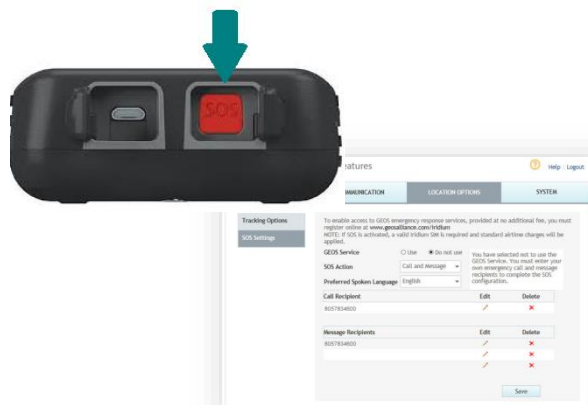 SOS
atures
Help | Logout
MMUNICATION
LOCATION OPTIONS
SYSTEM
Tracking Options
SOS Settings
To enable access to GEOS emergency response services, provided at no additional fee, you must
register online at www.geosalliance.com/iridium
NOTE: If SOS is activated, a valid Iridium SIM is required and standard airtime charges will be
applied.
GEOS Service
Use
Do not use
You have selected not to use the
GEOS Service. You must enter your
own emergency call and message
recipients to complete the SOS
configuration.
SOS Action
Call and Message
Preferred Spoken Language
English
Call Recipient
Edit
Delete
8057834600
Message Recipients
Edit
Delete
8057834600
Save